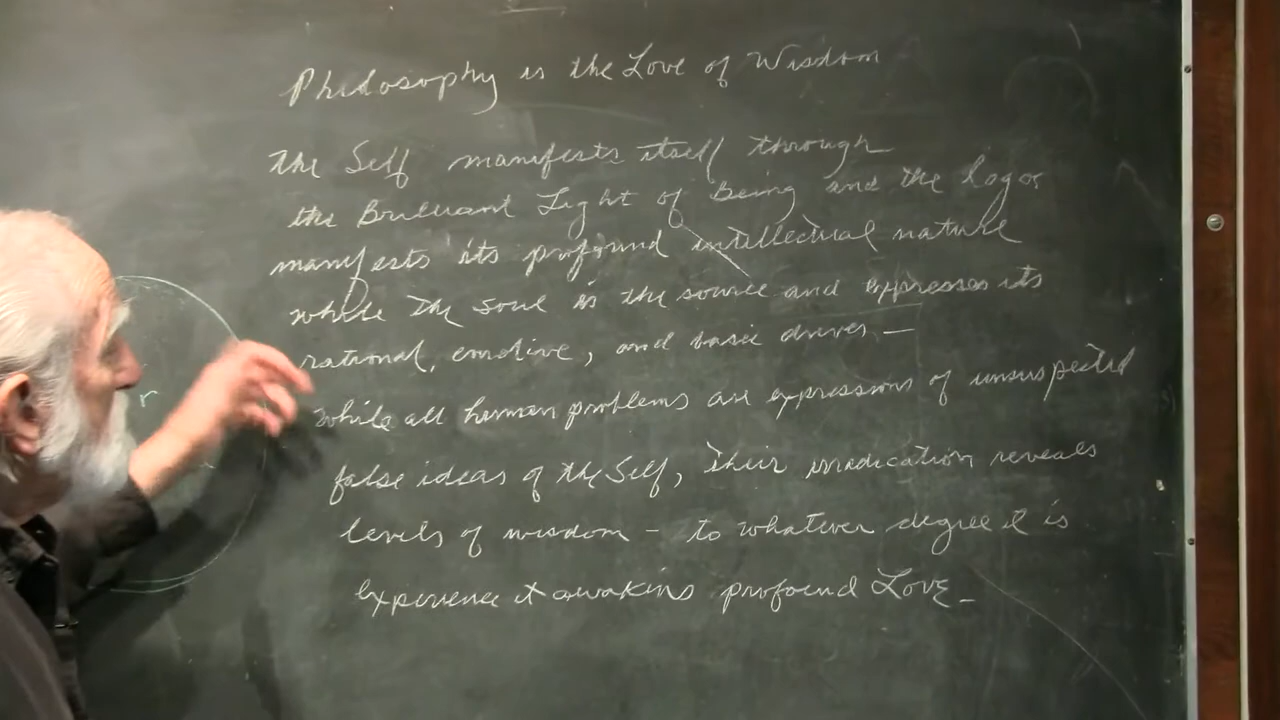 Philosophy is the Love of Wisdom
the Self manifests itself through
the Brilliant Light of Being and the Logos
manifests its profound intellectual nature
while the Soul is the source and expresses its
rational, emotive, and basic drives —
while all human problems are expressions of unsuspected
false ideas of the Self, their irradication reveals
levels of wisdom — to whatever degree it is
experience it awakins profound Love —
r